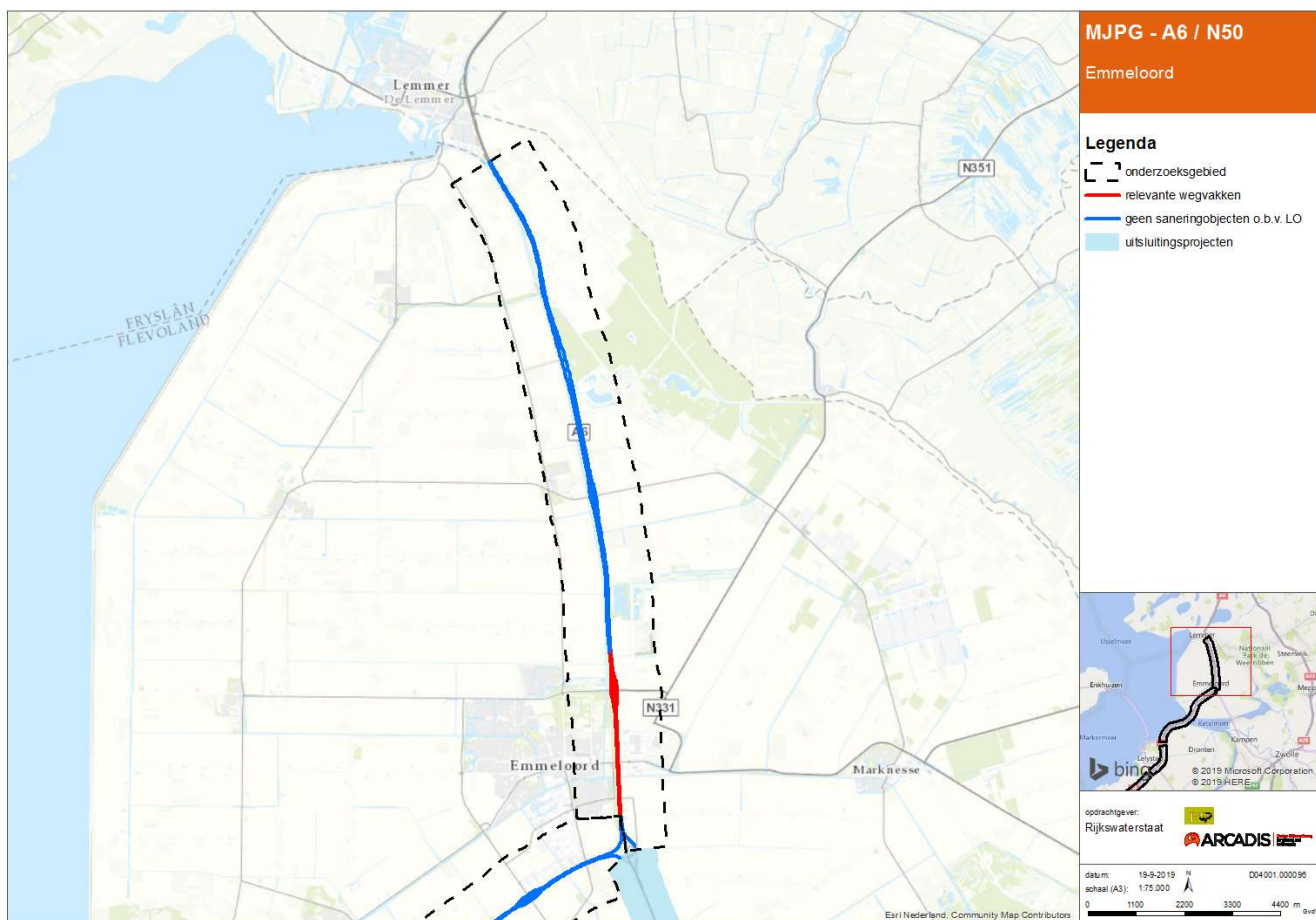 Lemmer
De Lemmer
N351
FRYSLÂN
FLEVOLAND
A6
N331
Emmeloord
Marknesse
Esri Nederland, Community Map Contributors
MJPG - A6 / N50
Emmeloord
Legenda
onderzoeksgebied
relevante wegvakken
geen saneringobjecten o.b.v. LO
uitsluitingsprojecten
IJsselmeer
Lemmer
Nationaal
Park de
Weerribben
Steenwijk
Enkhuizen
Emmeloord
Ketelmeer
Markermeer
Kampen
Lelystad
Dronten
Zwolle
bing
© 2019 Microsoft Corporation
© 2019 HERE
opdrachtgever:
Rijkswaterstaat
ARCADIS
datum: 19-9-2019 N D04001.000096
schaal (A3): 1:75.000
0 1100 2200 3300 4400 m